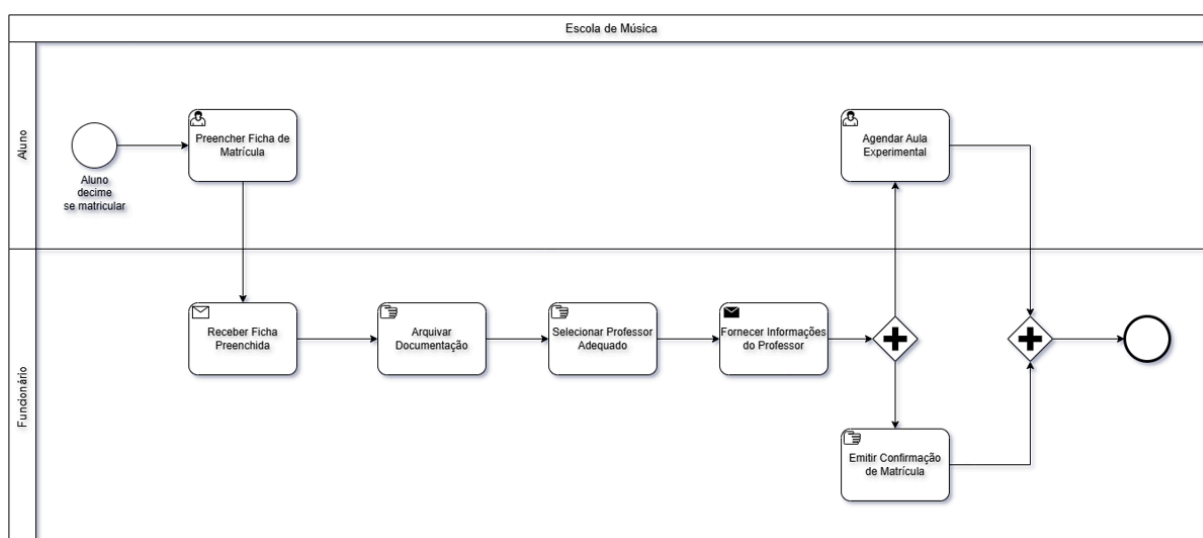 Escola de Música
Aluno
Aluno
decime
se matricular
Preencher Ficha de
Matrícula
Agendar Aula
Experimental
Funcionário
Receber Ficha
Preenchida
Arquivar
Documentação
Selecionar Professor
Adequado
Fornecer Informações
do Professor
Emitir Confirmação
de Matrícula